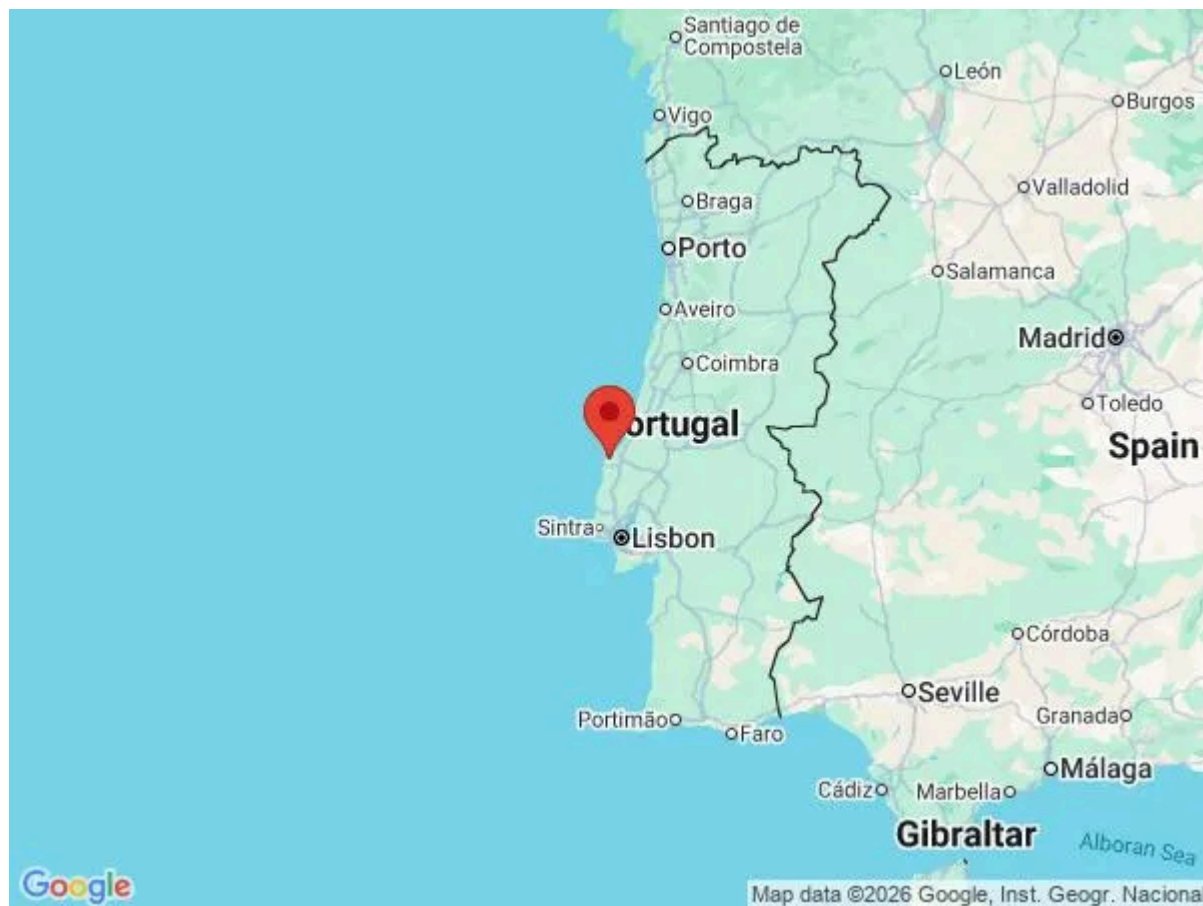 Santiago de
Compostela
León
Burgos
Vigo
Valladolid
Braga
Porto
Salamanca
Aveiro
Madrid
Coimbra
Toledo
ortugal
Spain
Sintra
Lisbon
Córdoba
Seville
Portimão
Granada
Faro
Málaga
Cádiz
Marbella
Gibraltar
Alboran Sea
Google
Map data ©2026 Google, Inst. Geogr. Nacional